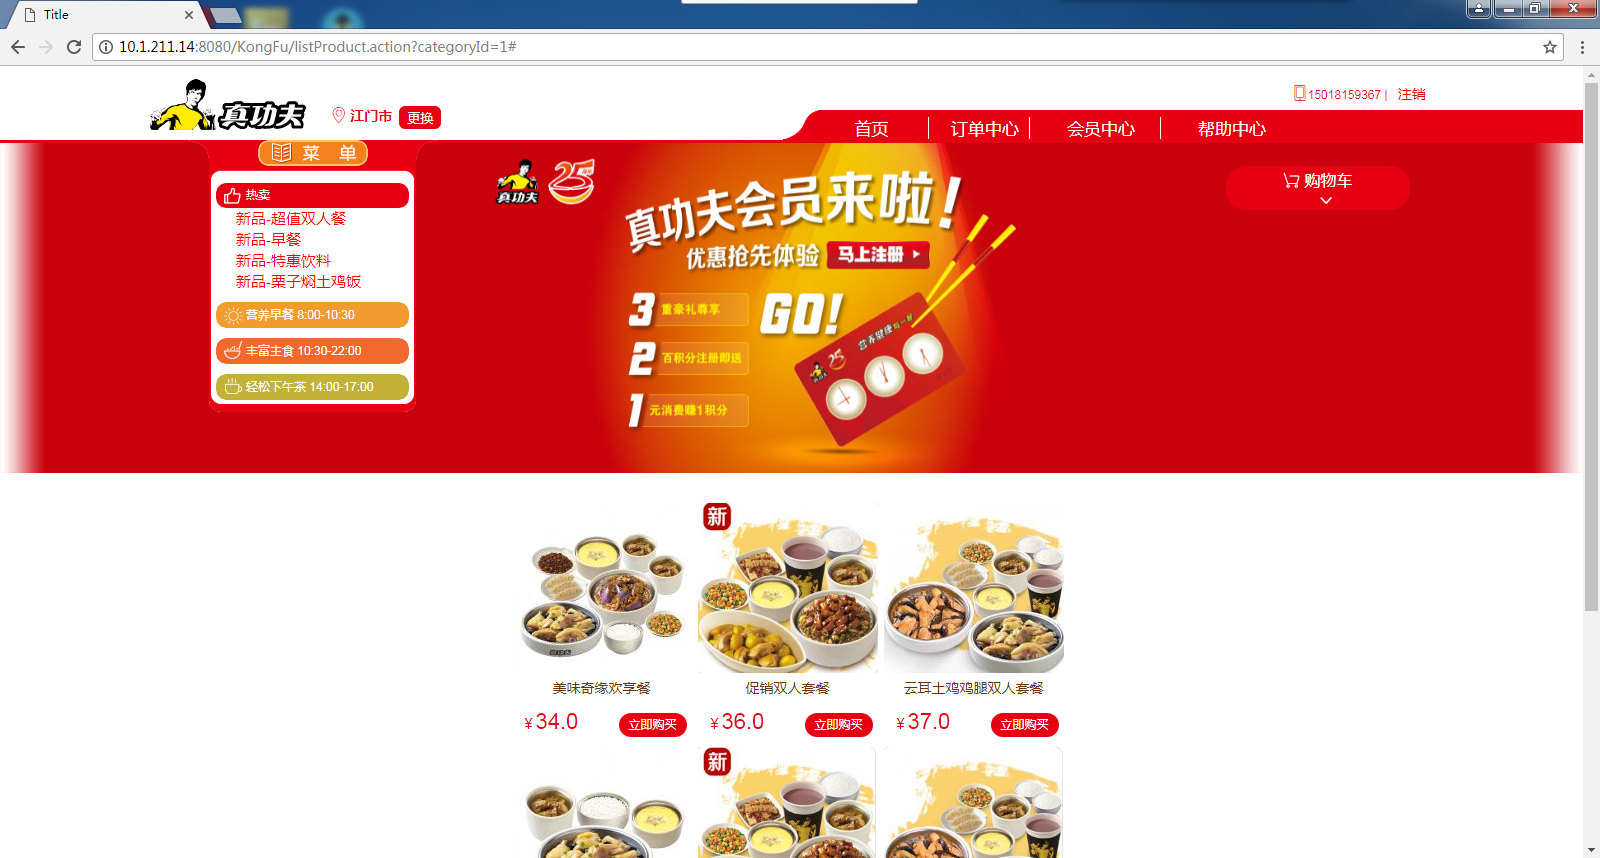 Title
10.1.211.14:8080/KongFu/listProduct.action?categoryId=1#
真功夫
江门市 更换
15018159367 | 注销
首页 订单中心 会员中心 帮助中心
菜 单
热卖
新品-超值双人餐
新品-早餐
新品-特惠饮料
新品-栗子焖土鸡饭
营养早餐 8:00-10:30
丰富主食 10:30-22:00
轻松下午茶 14:00-17:00
真功夫 25
真功夫会员来啦！
优惠抢先体验 马上注册
3 重豪礼尊享
GO!
2 百积分注册即送
1 元消费赚1积分
25
营养健康
购物车
新
美味奇缘欢享餐 促销双人套餐 云耳土鸡鸡腿双人套餐
¥ 34.0 立即购买 ¥ 36.0 立即购买 ¥ 37.0 立即购买
新